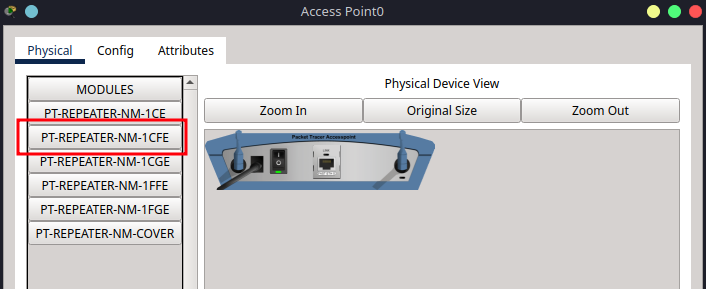 Access Point0
Physical Config Attributes
MODULES
PT-REPEATER-NM-1CE
PT-REPEATER-NM-1CFE
PT-REPEATER-NM-1CGE
PT-REPEATER-NM-1FFE
PT-REPEATER-NM-1FGE
PT-REPEATER-NM-COVER
Physical Device View
Zoom In Original Size Zoom Out
Packet Tracer Accesspoint